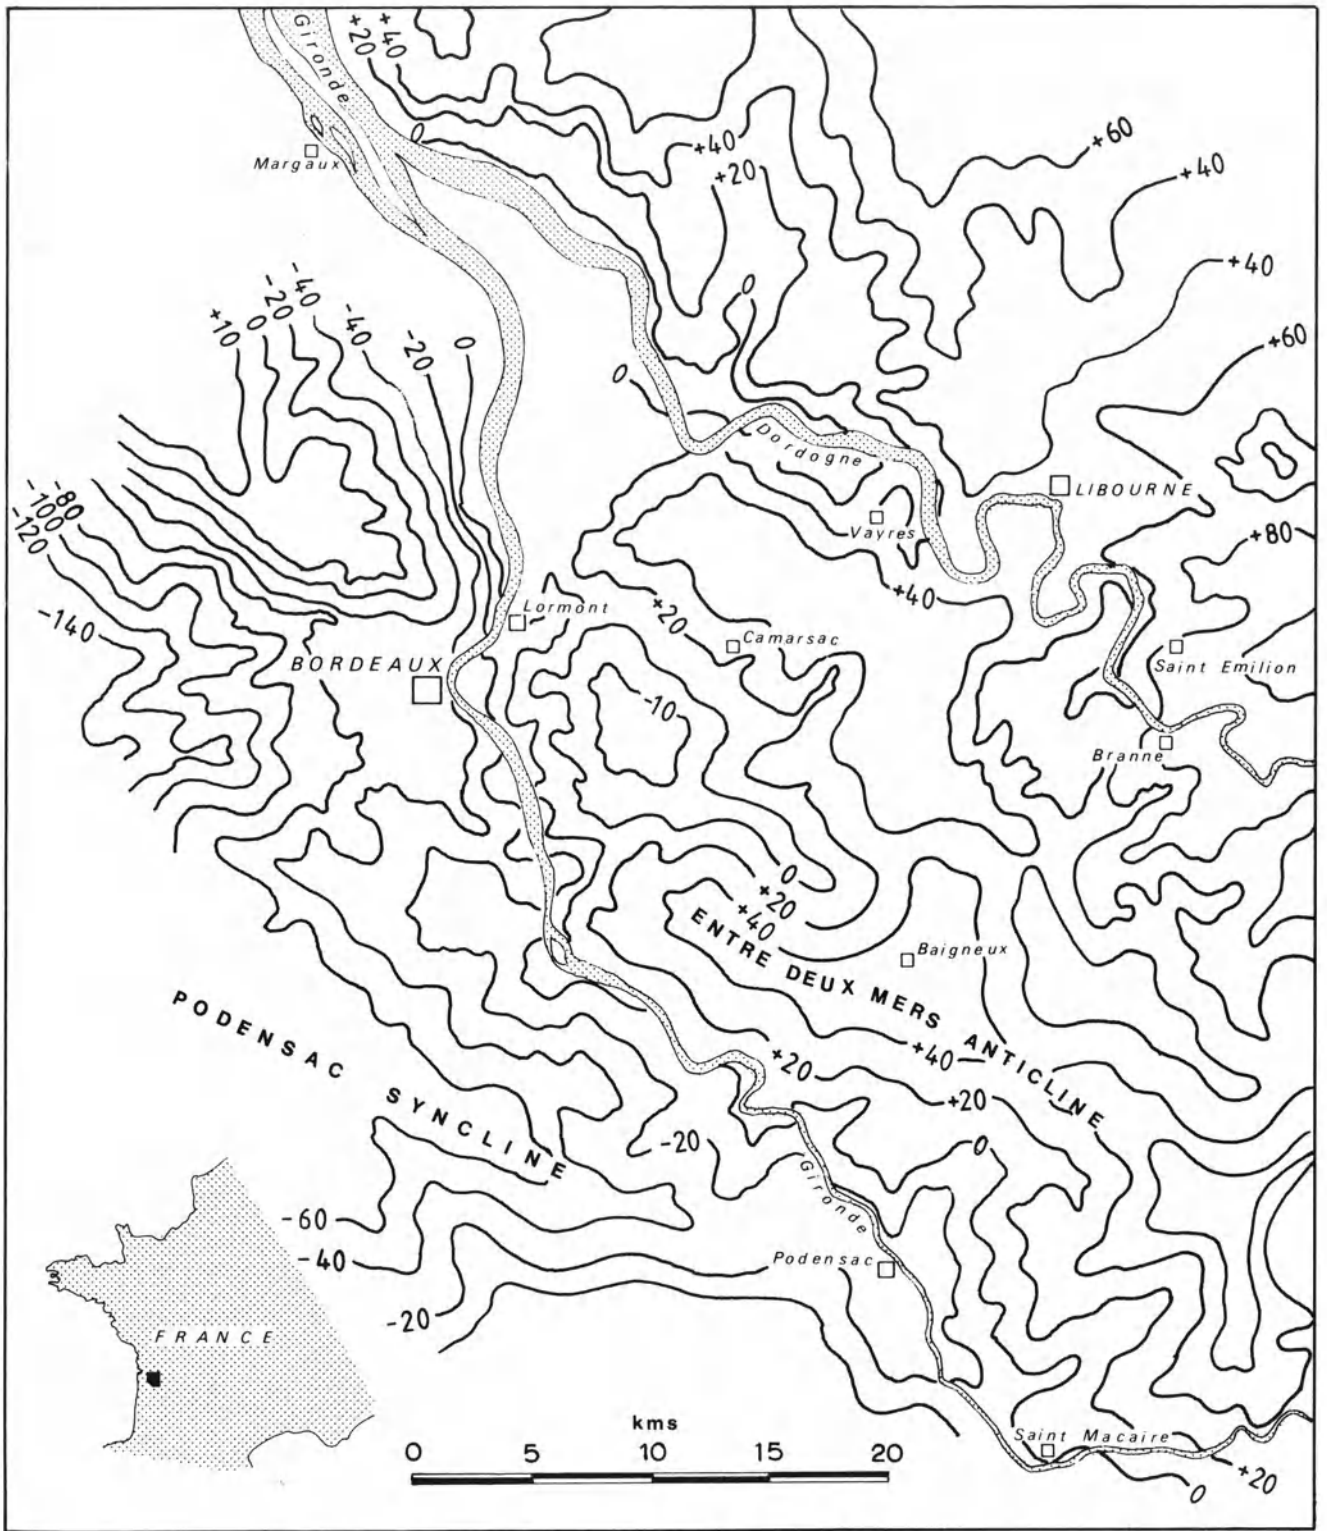 Gironde
+40
+20
0
Margaux
+40
+20
+60
+40
+40
+60
0
0
-40
-20
0
+10
-40
-20
0
Dordogne
LIBOURNE
Vayres
+80
-80
-100
-120
-140
+40
Lormont
+20
Camarsac
BORDEAUX
Saint Emilion
-10
Branne
0
+20
+40
ENTRE DEUX MERS ANTICLINE
Baigneux
PODENSAC SYNCLINE
+20
+40
+20
0
-20
Gironde
-60
-40
-20
Podensac
FRANCE
kms
0 5 10 15 20
Saint Macaire
+20
0